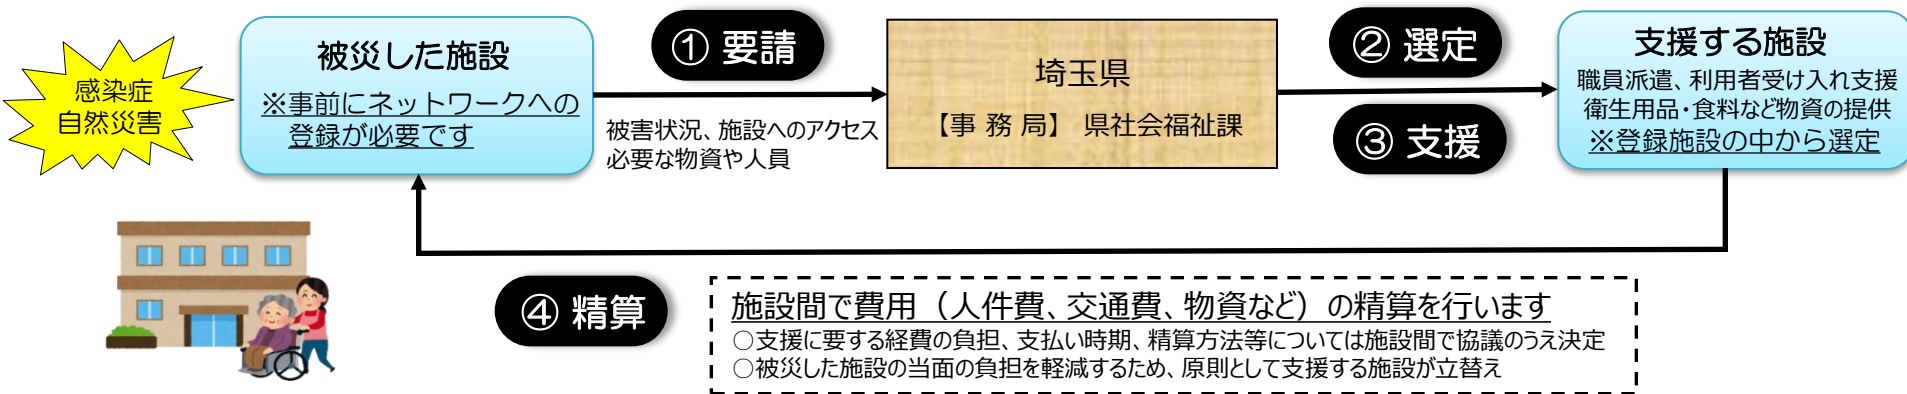 感染症
自然災害
被災した施設
※事前にネットワークへの
登録が必要です
① 要請
被害状況、施設へのアクセス
必要な物資や人員
埼玉県
【事 務 局】 県社会福祉課
② 選定
③ 支援
支援する施設
職員派遣、利用者受け入れ支援
衛生用品・食料など物資の提供
※登録施設の中から選定
④ 精算
施設間で費用（人件費、交通費、物資など）の精算を行います
○支援に要する経費の負担、支払い時期、精算方法等については施設間で協議のうえ決定
○被災した施設の当面の負担を軽減するため、原則として支援する施設が立替え